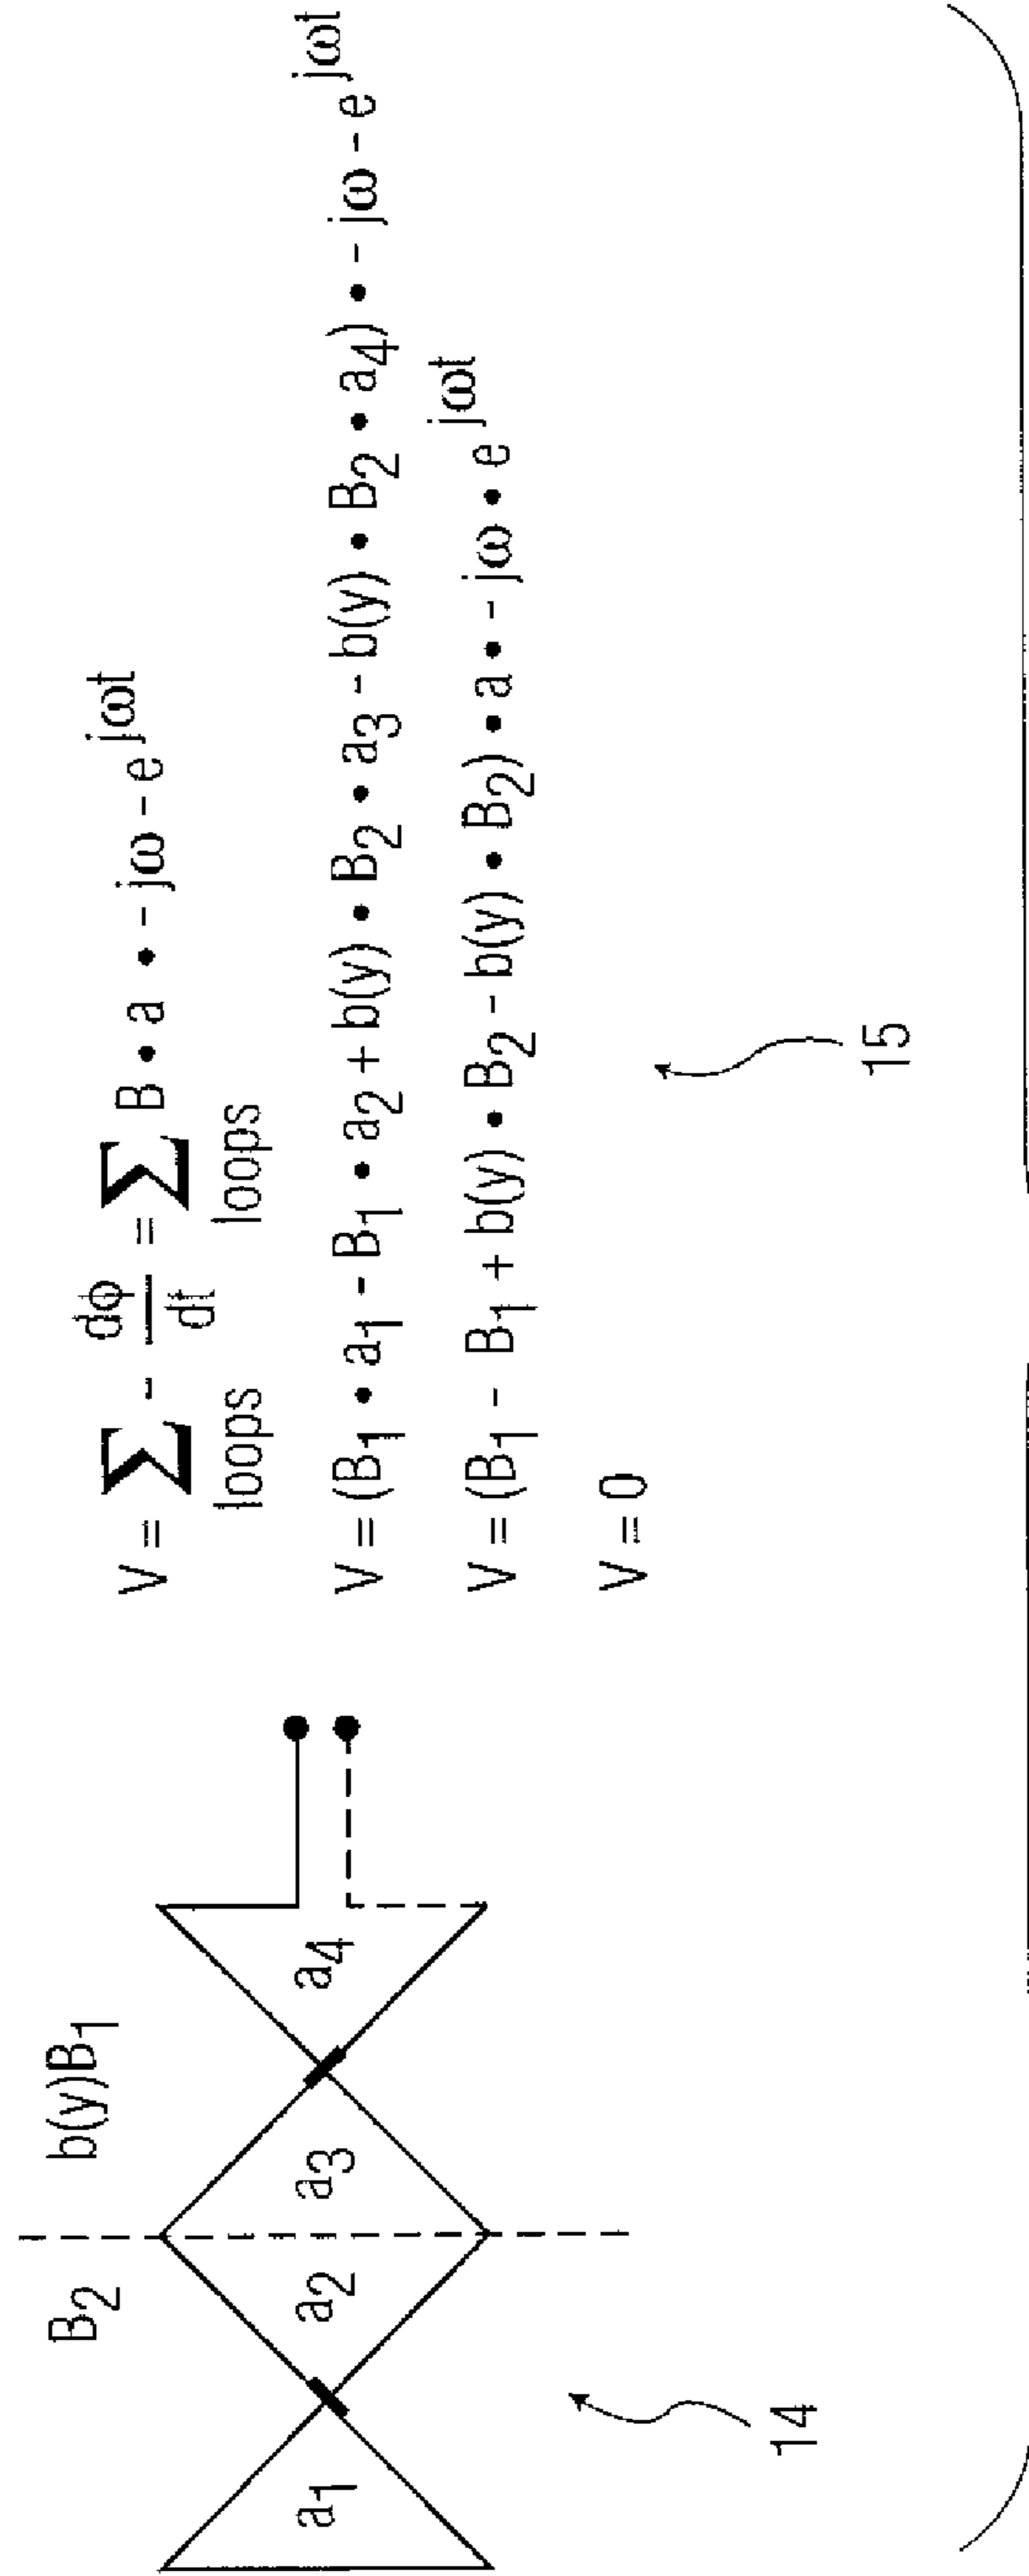 B₂ b(y)B₁
a₁ a₂ a₃ a₄
14
V = ∑ - dϕ/dt = ∑ B • a • - jω - e^jωt
loops loops
V = (B₁ • a₁ - B₁ • a₂ + b(y) • B₂ • a₃ - b(y) • B₂ • a₄) • - jω - e^jωt
V = (B₁ - B₁ + b(y) • B₂ - b(y) • B₂) • a • - jω • e^jωt
V = 0
15